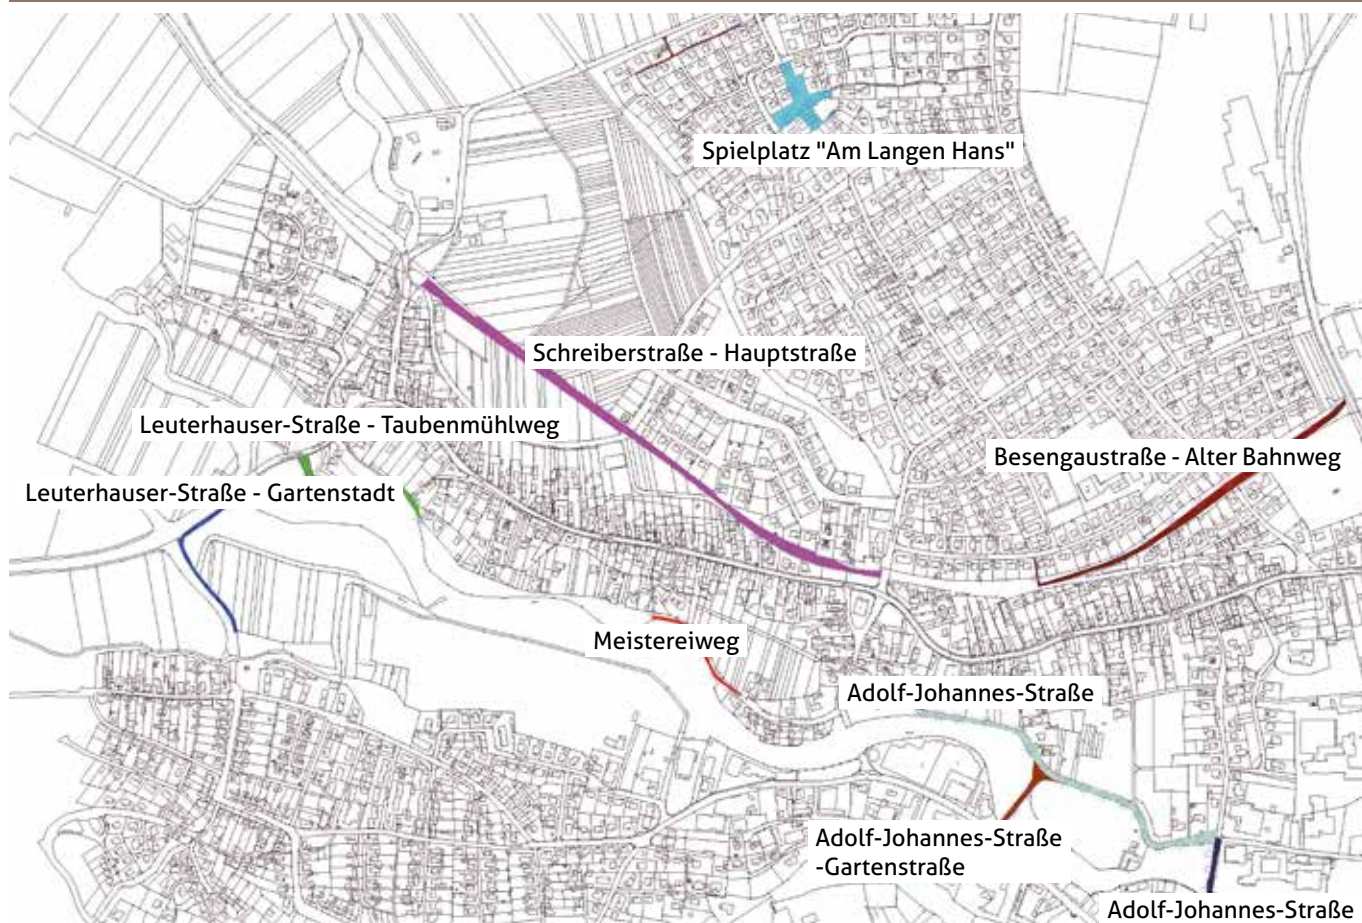 Spielplatz "Am Langen Hans"
Schreiberstraße - Hauptstraße
Leuterhauser-Straße - Taubenmühlweg
Besengaustraße - Alter Bahnweg
Leuterhauser-Straße - Gartenstadt
Meistereiweg
Adolf-Johannes-Straße
Adolf-Johannes-Straße
-Gartenstraße
Adolf-Johannes-Straße